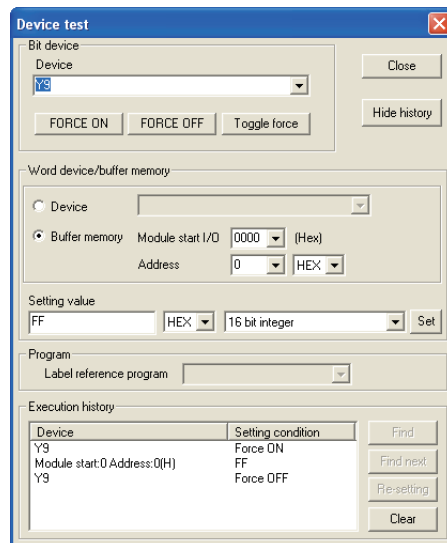 Device test
Bit device
Device
Y9
Close
FORCE ON FORCE OFF Toggle force
Hide history
Word device/buffer memory
Device
Buffer memory Module start I/O 0000 (Hex)
Address 0 HEX
Setting value
FF HEX 16 bit integer Set
Program
Label reference program
Execution history
Device Setting condition
Y9 Force ON
Module start:0 Address:0(H) FF
Y9 Force OFF
Find
Find next
Re-setting
Clear